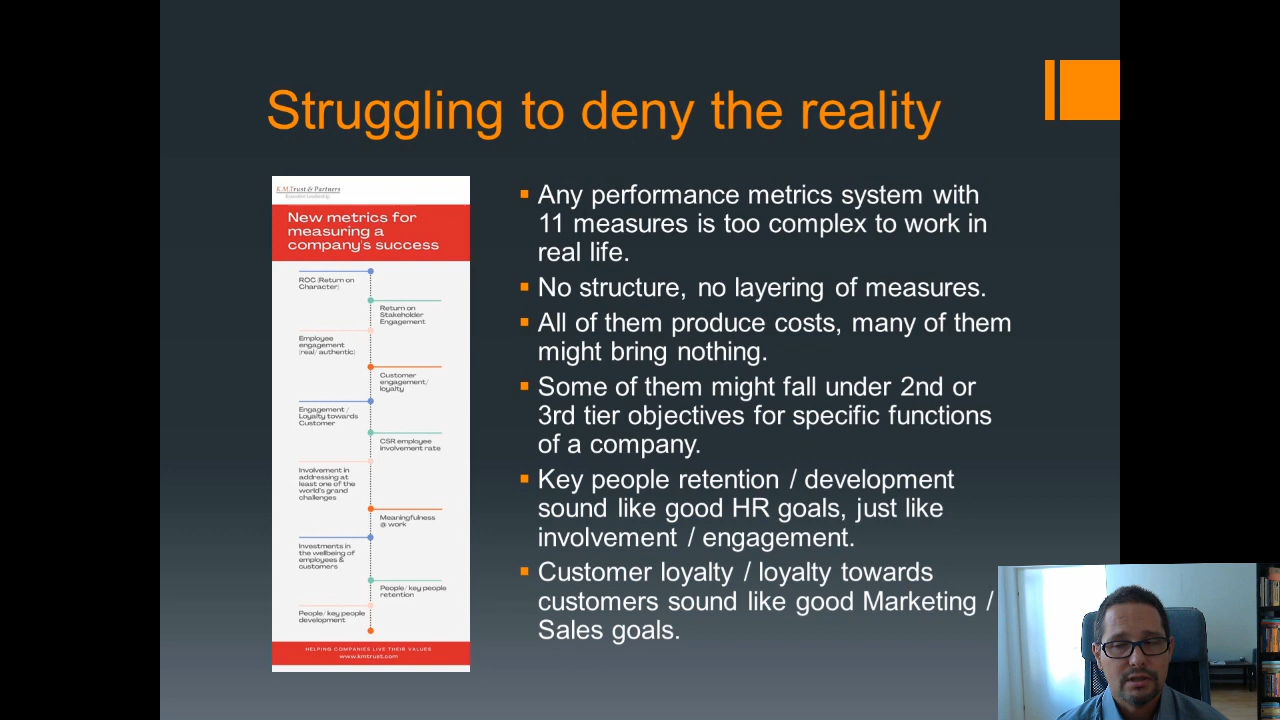 Struggling to deny the reality
K.M.Trust & Partners
Executive Leadership
New metrics for
measuring a
company's success
ROC (Return on
Character)
Return on
Stakeholder
Engagement
Employee
engagement
(real/ authentic)
Customer
engagement/
loyalty
Engagement /
Loyalty towards
Customer
CSR employee
involvement rate
Involvement in
addressing at
least one of the
world's grand
challenges
Meaningfulness
@ work
Investments in
the wellbeing of
employees &
customers
People/ key people
retention
People/ key people
development
HELPING COMPANIES LIVE THEIR VALUES
www.kmtrust.com
Any performance metrics system with
11 measures is too complex to work in
real life.
No structure, no layering of measures.
All of them produce costs, many of them
might bring nothing.
Some of them might fall under 2nd or
3rd tier objectives for specific functions
of a company.
Key people retention / development
sound like good HR goals, just like
involvement / engagement.
Customer loyalty / loyalty towards
customers sound like good Marketing /
Sales goals.